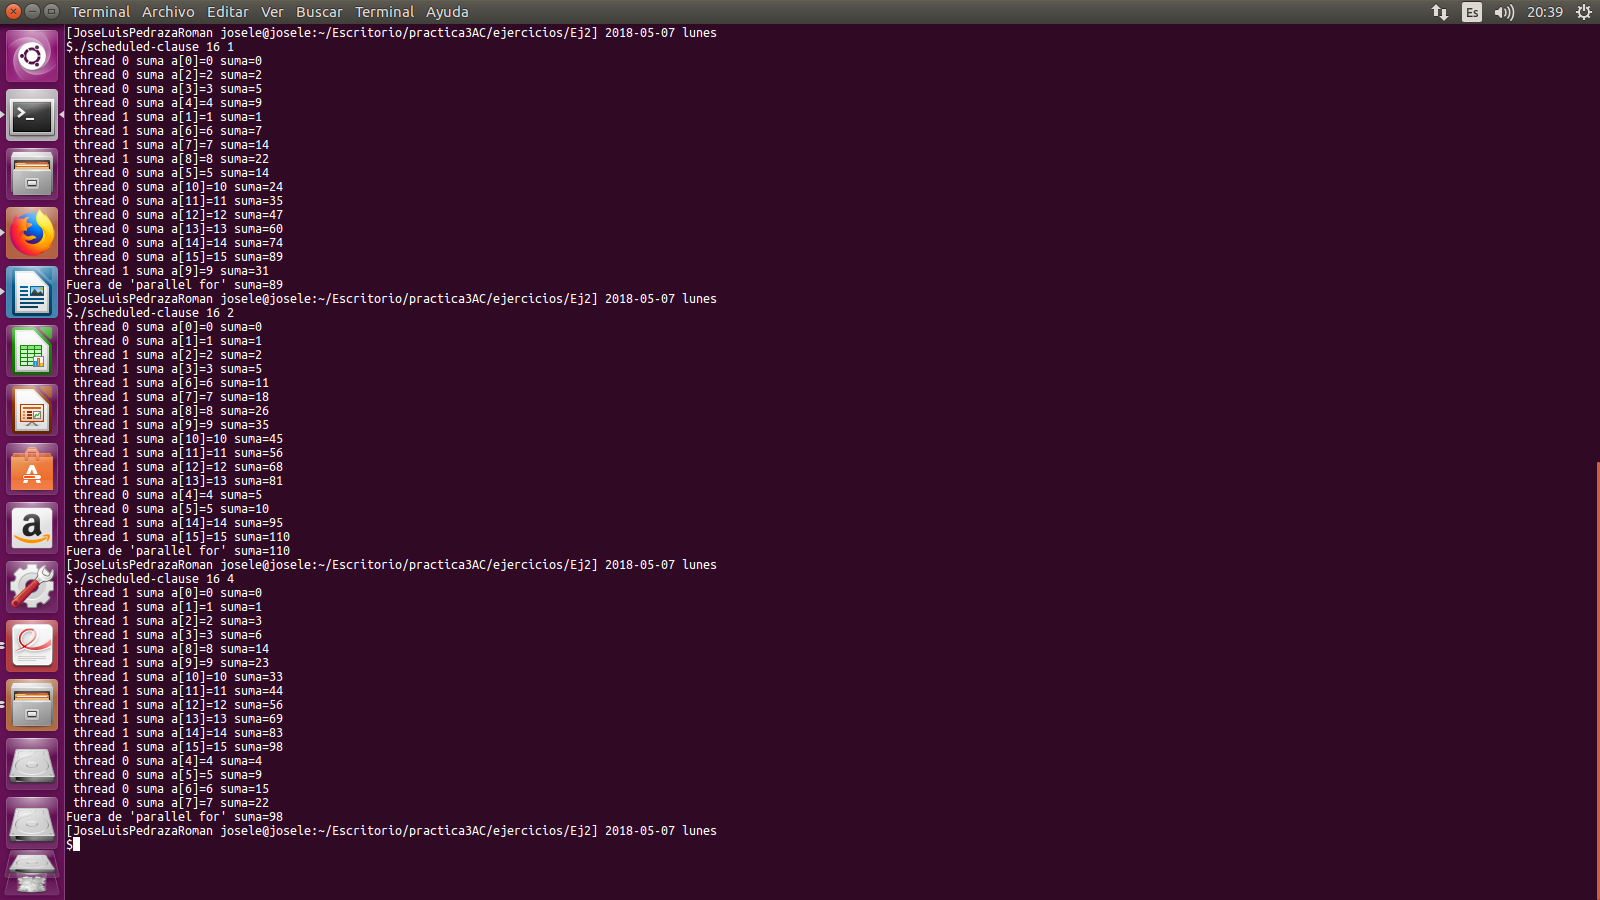 Terminal Archivo Editar Ver Buscar Terminal Ayuda Es 20:39
[JoseLuisPedrazaRoman josele@josele:~/Escritorio/practica3AC/ejercicios/Ej2] 2018-05-07 lunes
$./scheduled-clause 16 1
thread 0 suma a[0]=0 suma=0
thread 0 suma a[2]=2 suma=2
thread 0 suma a[3]=3 suma=5
thread 0 suma a[4]=4 suma=9
thread 1 suma a[1]=1 suma=1
thread 1 suma a[6]=6 suma=7
thread 1 suma a[7]=7 suma=14
thread 1 suma a[8]=8 suma=22
thread 0 suma a[5]=5 suma=14
thread 0 suma a[10]=10 suma=24
thread 0 suma a[11]=11 suma=35
thread 0 suma a[12]=12 suma=47
thread 0 suma a[13]=13 suma=60
thread 0 suma a[14]=14 suma=74
thread 0 suma a[15]=15 suma=89
thread 1 suma a[9]=9 suma=31
Fuera de 'parallel for' suma=89
[JoseLuisPedrazaRoman josele@josele:~/Escritorio/practica3AC/ejercicios/Ej2] 2018-05-07 lunes
$./scheduled-clause 16 2
thread 0 suma a[0]=0 suma=0
thread 0 suma a[1]=1 suma=1
thread 1 suma a[2]=2 suma=2
thread 1 suma a[3]=3 suma=5
thread 1 suma a[6]=6 suma=11
thread 1 suma a[7]=7 suma=18
thread 1 suma a[8]=8 suma=26
thread 1 suma a[9]=9 suma=35
thread 1 suma a[10]=10 suma=45
thread 1 suma a[11]=11 suma=56
thread 1 suma a[12]=12 suma=68
thread 1 suma a[13]=13 suma=81
thread 0 suma a[4]=4 suma=5
thread 0 suma a[5]=5 suma=10
thread 1 suma a[14]=14 suma=95
thread 1 suma a[15]=15 suma=110
Fuera de 'parallel for' suma=110
[JoseLuisPedrazaRoman josele@josele:~/Escritorio/practica3AC/ejercicios/Ej2] 2018-05-07 lunes
$./scheduled-clause 16 4
thread 1 suma a[0]=0 suma=0
thread 1 suma a[1]=1 suma=1
thread 1 suma a[2]=2 suma=3
thread 1 suma a[3]=3 suma=6
thread 1 suma a[8]=8 suma=14
thread 1 suma a[9]=9 suma=23
thread 1 suma a[10]=10 suma=33
thread 1 suma a[11]=11 suma=44
thread 1 suma a[12]=12 suma=56
thread 1 suma a[13]=13 suma=69
thread 1 suma a[14]=14 suma=83
thread 1 suma a[15]=15 suma=98
thread 0 suma a[4]=4 suma=4
thread 0 suma a[5]=5 suma=9
thread 0 suma a[6]=6 suma=15
thread 0 suma a[7]=7 suma=22
Fuera de 'parallel for' suma=98
[JoseLuisPedrazaRoman josele@josele:~/Escritorio/practica3AC/ejercicios/Ej2] 2018-05-07 lunes
$